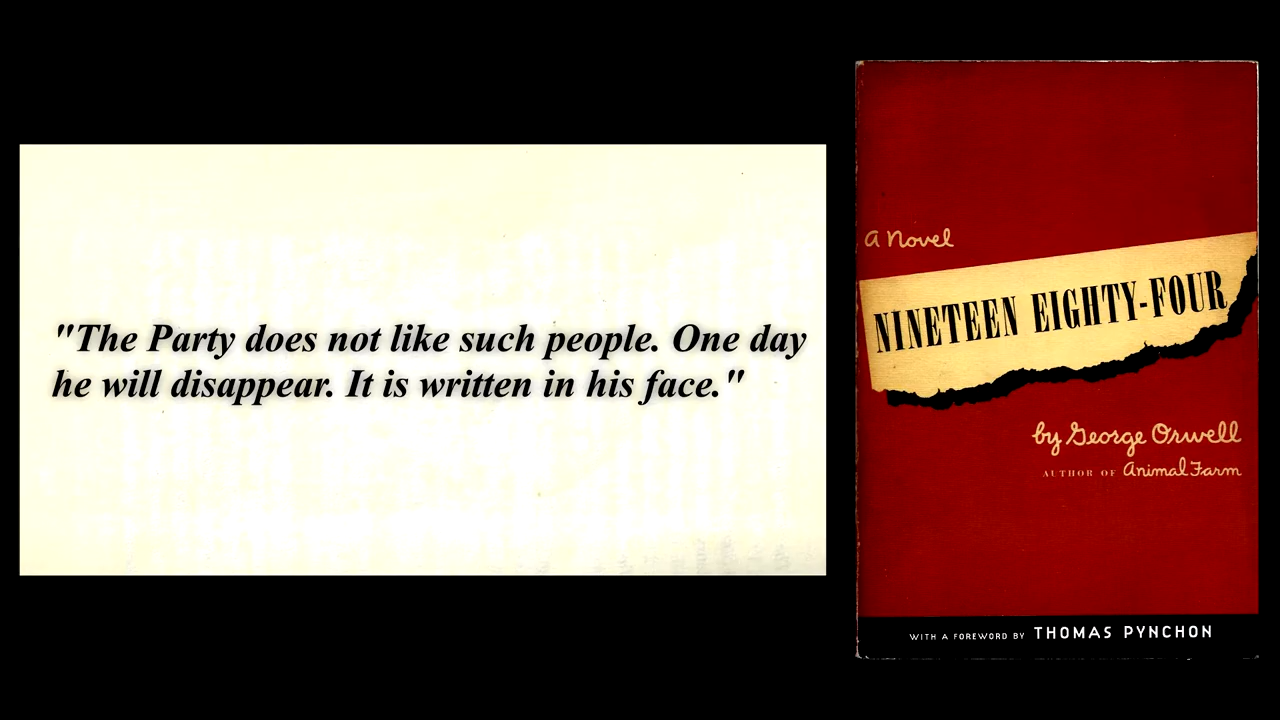 "The Party does not like such people. One day
he will disappear. It is written in his face."
a Novel
NINETEEN EIGHTY-FOUR
by George Orwell
AUTHOR OF Animal Farm
WITH A FOREWORD BY THOMAS PYNCHON